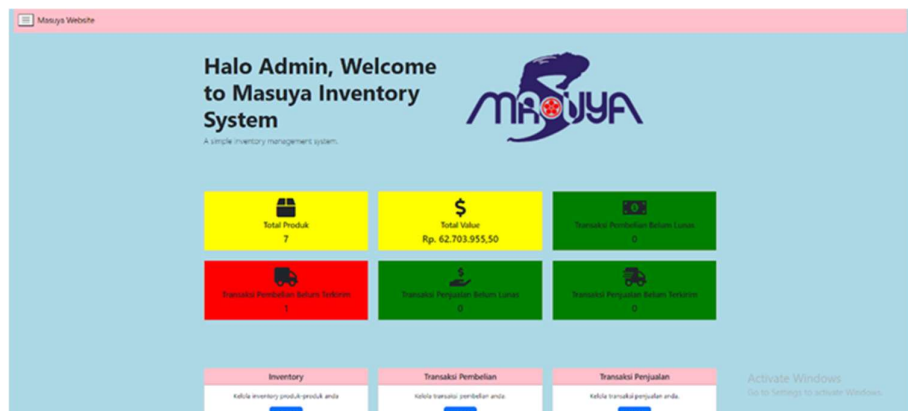 Masuya Website
Halo Admin, Welcome
to Masuya Inventory
System
A simple inventory management system.
MASUYA
Total Produk
7
Total Value
Rp. 62.703.955,50
Transaksi Pembelian Belum Lunas
0
Transaksi Pembelian Belum Terkirim
1
Transaksi Penjualan Belum Lunas
0
Transaksi Penjualan Belum Terkirim
0
Inventory
Kelola inventory produk-produk anda
Transaksi Pembelian
Kelola transaksi pembelian anda.
Transaksi Penjualan
Kelola transaksi penjualan anda.
Activate Windows
Go to Settings to activate Windows.